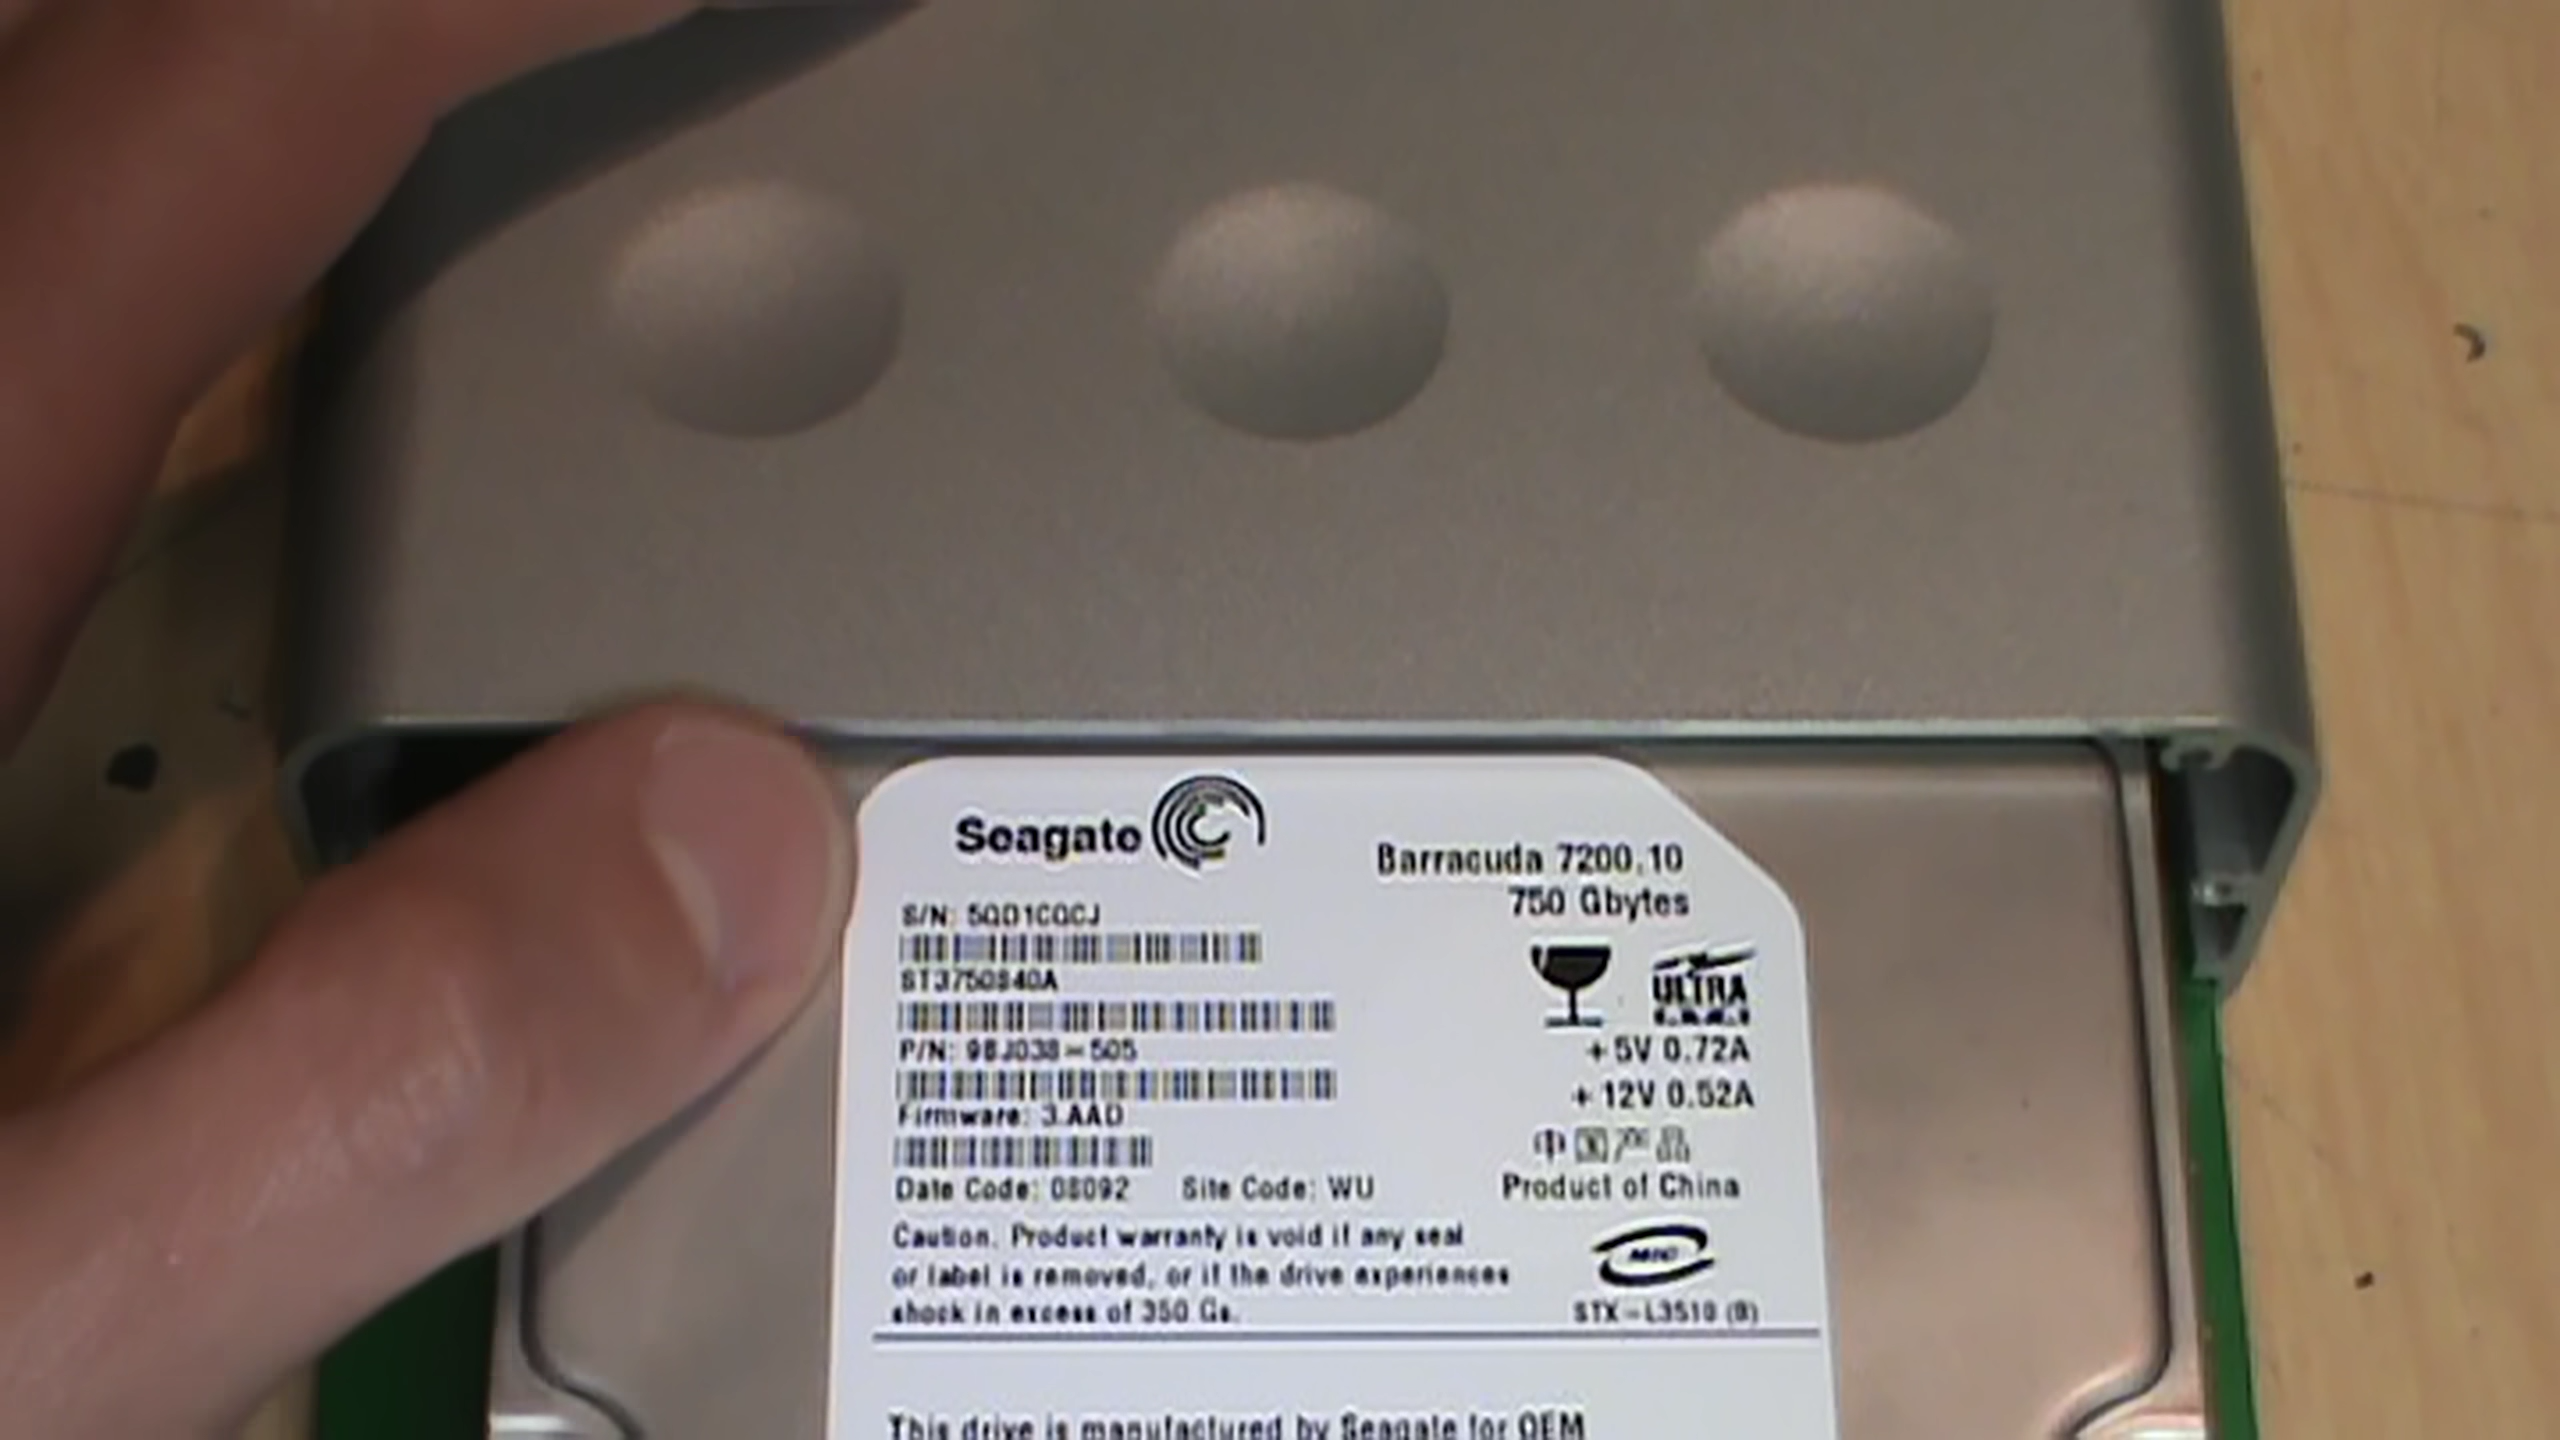 Seagate
Barracuda 7200.10
750 Gbytes
S/N: 5QD1CQCJ
ST3750840A
ULTRA
P/N: 9BJ038-505
+5V 0.72A
+12V 0.52A
Firmware: 3.AAD
中国产品
Date Code: 08092 Site Code: WU
Product of China
Caution. Product warranty is void if any seal
or label is removed, or if the drive experiences
shock in excess of 350 Gs.
STX-L3510 (B)
This drive is manufactured by Seagate for OEM